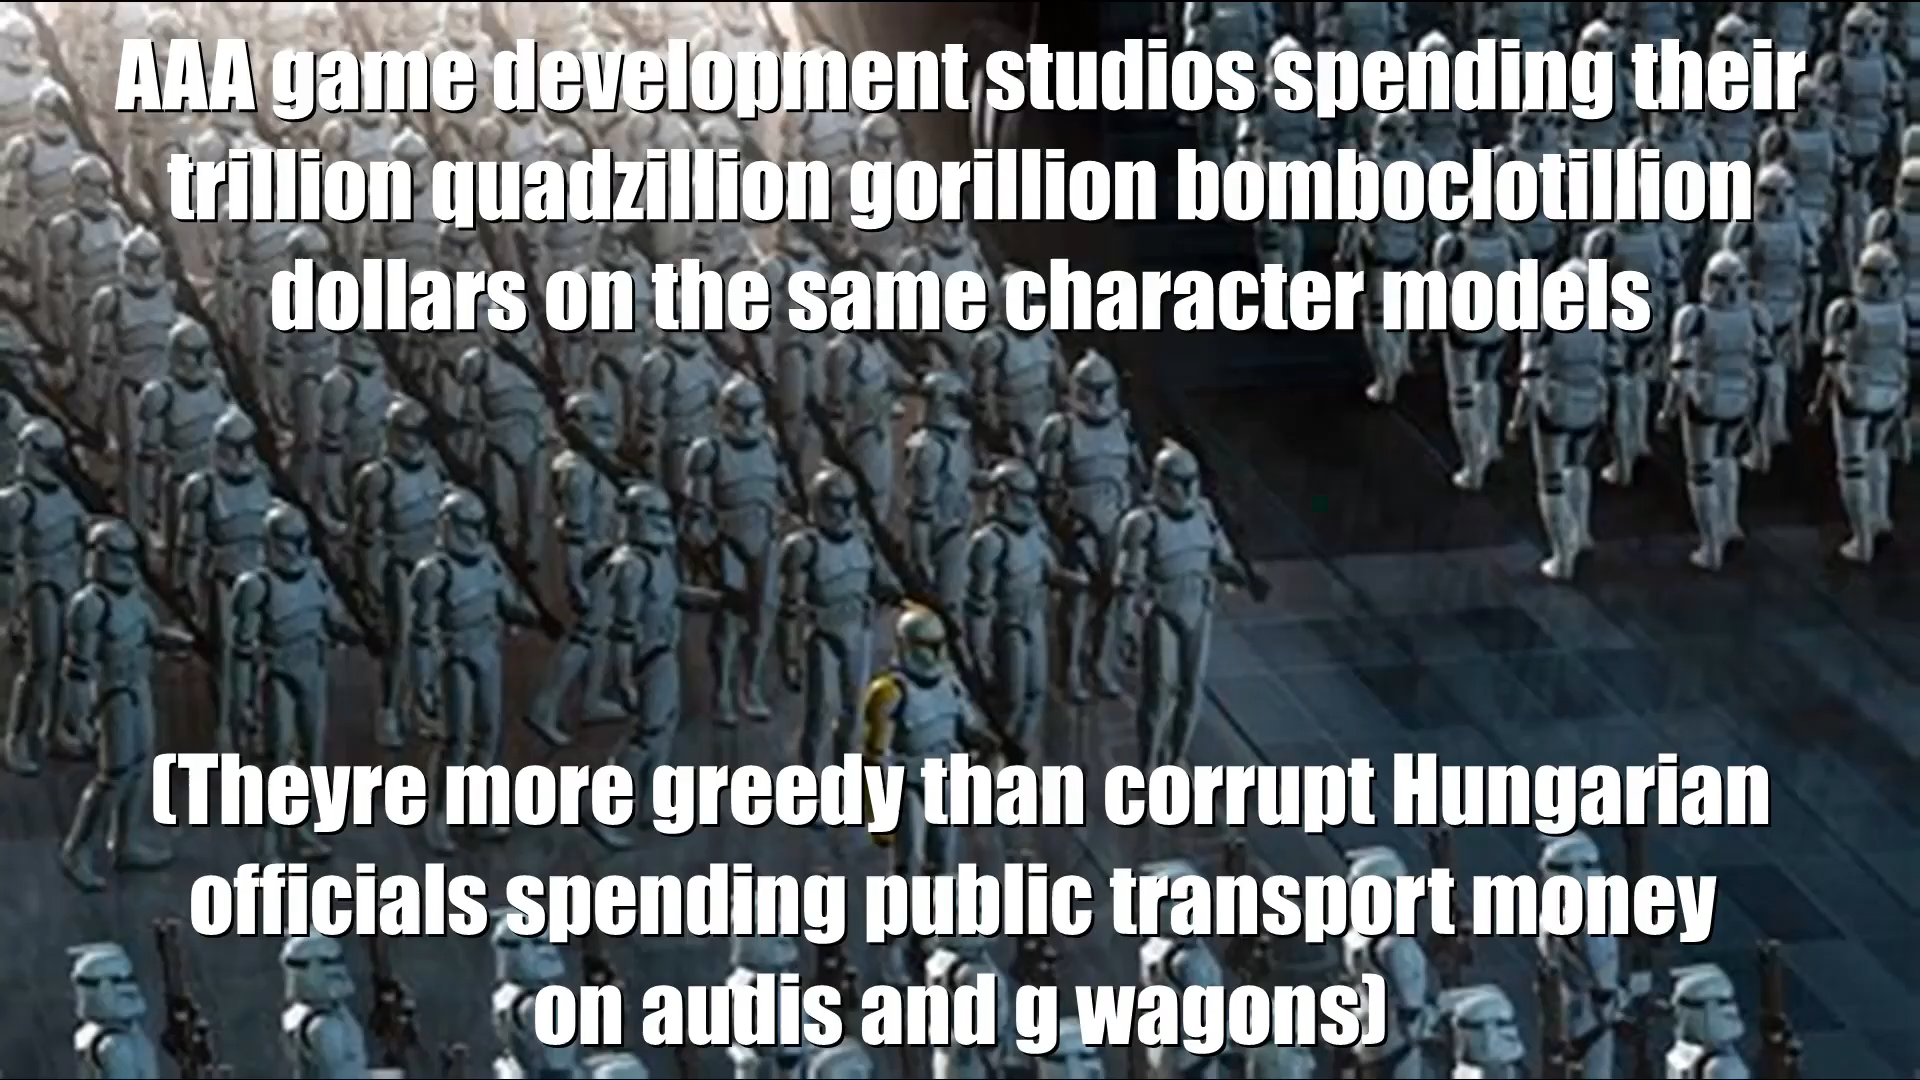 AAA game development studios spending their
trillion quadzillion gorillion bomboclotillion
dollars on the same character models
(Theyre more greedy than corrupt Hungarian
officials spending public transport money
on audis and g wagons)